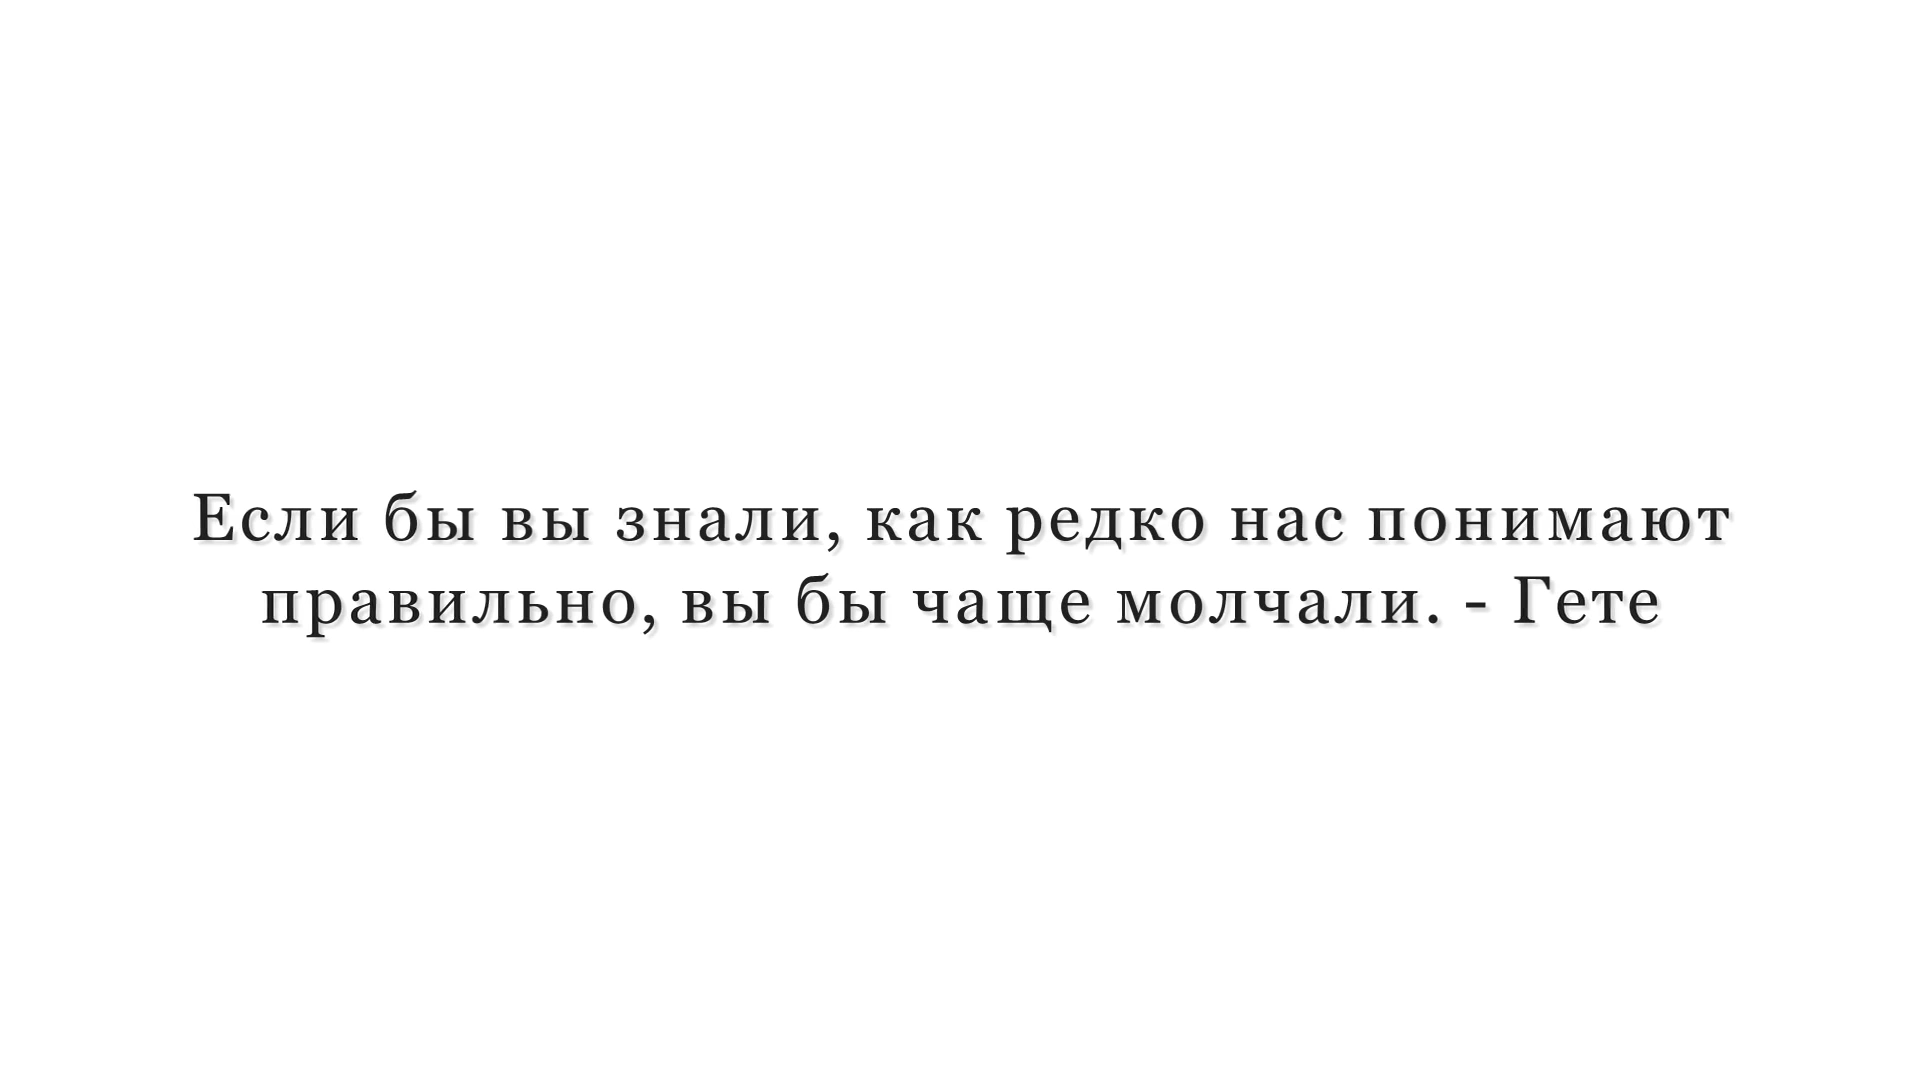 Если бы вы знали, как редко нас понимают
правильно, вы бы чаще молчали. - Гете